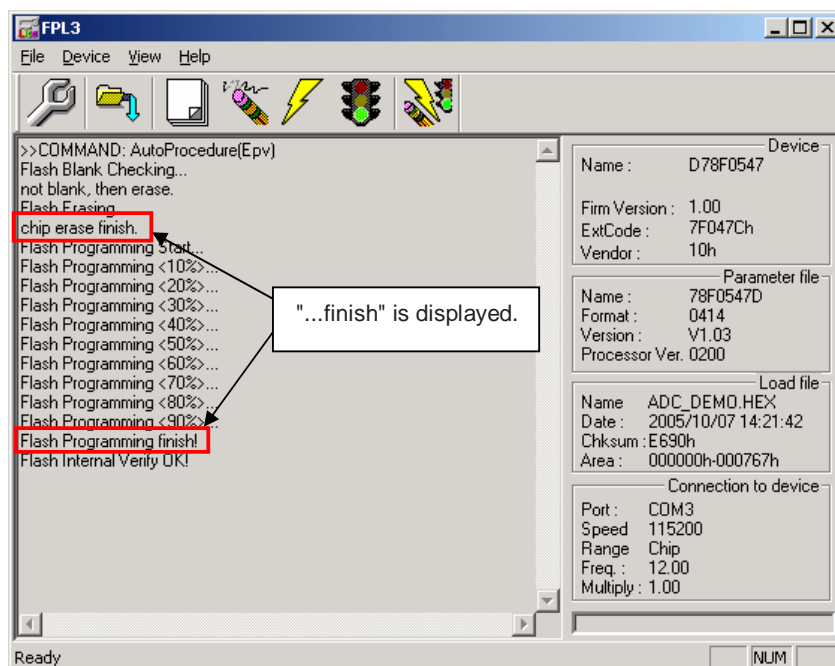 FPL3
File Device View Help
>>COMMAND: AutoProcedure(Epv)
Flash Blank Checking...
not blank, then erase.
Flash Erasing...
chip erase finish.
Flash Programming Start...
Flash Programming <10%>...
Flash Programming <20%>...
Flash Programming <30%>...
Flash Programming <40%>...
Flash Programming <50%>...
Flash Programming <60%>...
Flash Programming <70%>...
Flash Programming <80%>...
Flash Programming <90%>...
Flash Programming finish!
Flash Internal Verify OK!
"...finish" is displayed.
Device
Name : D78F0547
Firm Version : 1.00
ExtCode : 7F047Ch
Vendor : 10h
Parameter file
Name : 78F0547D
Format : 0414
Version : V1.03
Processor Ver. 0200
Load file
Name ADC_DEMO.HEX
Date : 2005/10/07 14:21:42
Chksum : E690h
Area : 000000h-000767h
Connection to device
Port : COM3
Speed 115200
Range Chip
Freq. : 12.00
Multiply : 1.00
Ready
NUM